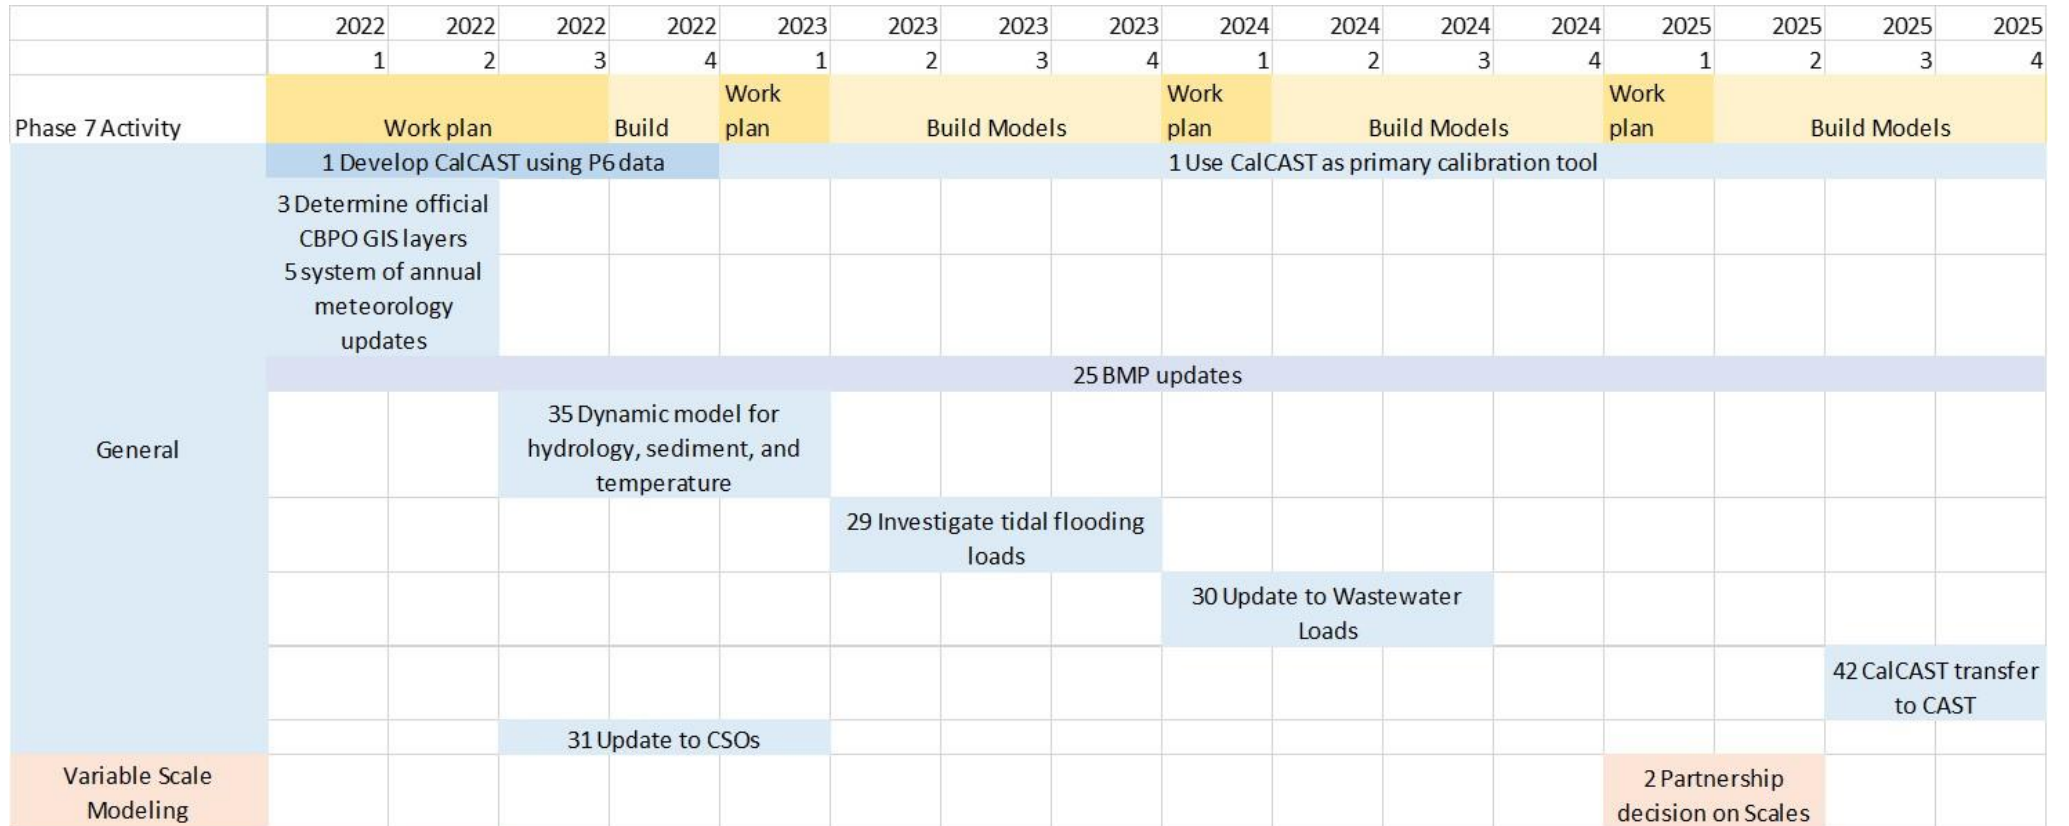 2022 2022 2022 2022 2023 2023 2023 2023 2024 2024 2024 2024 2025 2025 2025 2025
1 2 3 4 1 2 3 4 1 2 3 4 1 2 3 4
Work Work Work
Phase 7 Activity Work plan Build plan Build Models plan Build Models plan Build Models
1 Develop CalCAST using P6 data 1 Use CalCAST as primary calibration tool
3 Determine official
CBPO GIS layers
5 system of annual
meteorology
updates
25 BMP updates
General
35 Dynamic model for
hydrology, sediment, and
temperature
29 Investigate tidal flooding
loads
30 Update to Wastewater
Loads
42 CalCAST transfer
to CAST
31 Update to CSOs
Variable Scale
Modeling
2 Partnership
decision on Scales